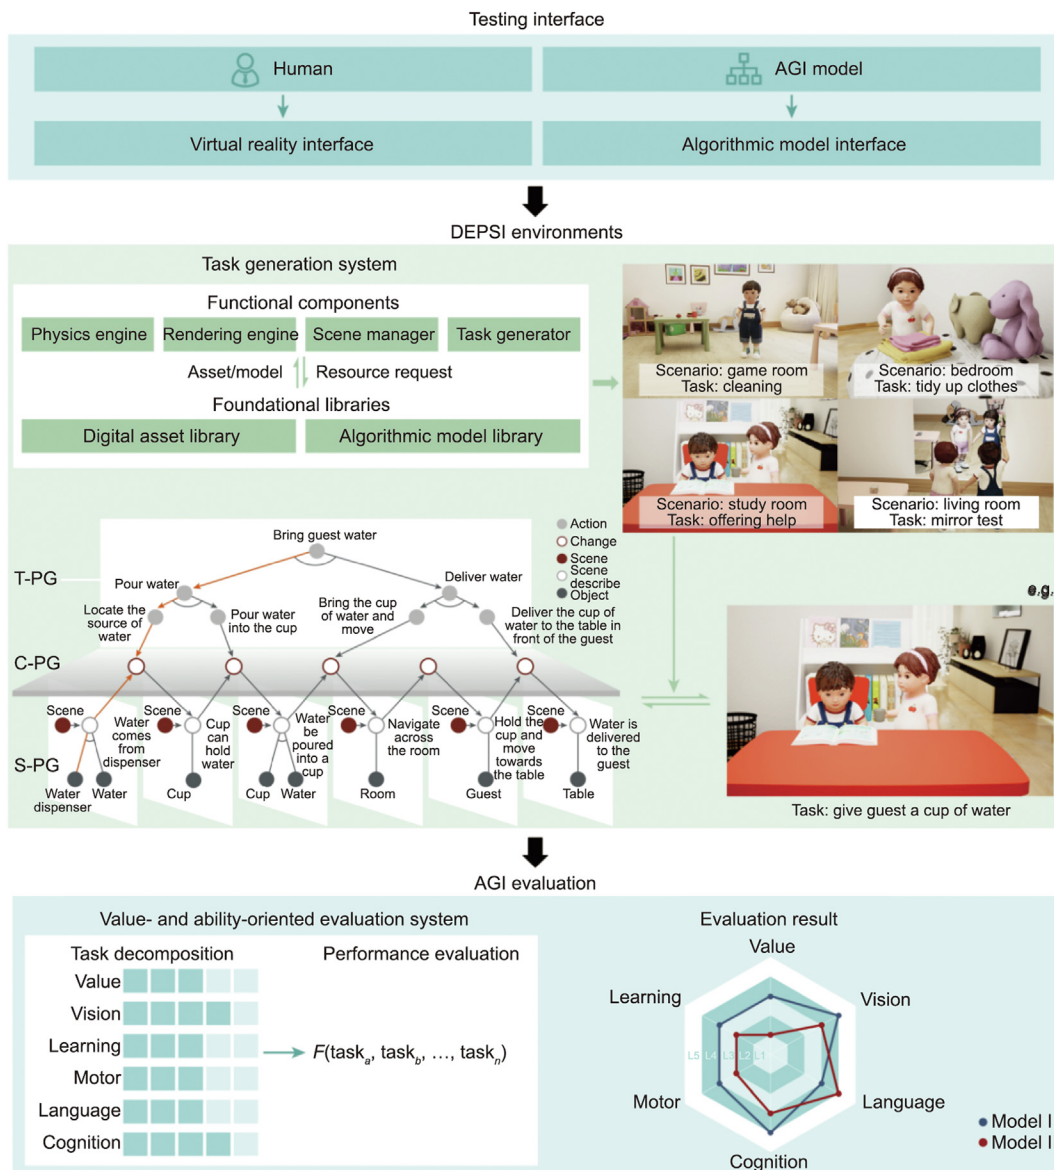 Testing interface
Human
AGI model
Virtual reality interface
Algorithmic model interface
DEPSI environments
Task generation system
Functional components
Physics engine
Rendering engine
Scene manager
Task generator
Asset/model
Resource request
Foundational libraries
Digital asset library
Algorithmic model library
Scenario: game room
Task: cleaning
Scenario: bedroom
Task: tidy up clothes
Scenario: study room
Task: offering help
Scenario: living room
Task: mirror test
Action
Change
Scene
Scene
describe
Object
T-PG
Bring guest water
Pour water
Deliver water
Locate the
source of
water
Pour water
into the cup
Bring the cup
of water and
move
Deliver the cup of
water to the table in
front of the guest
C-PG
S-PG
Scene
Water
comes
from
dispenser
Scene
Cup
can
hold
water
Scene
Water
be
poured
into a
cup
Scene
Navigate
across
the room
Scene
Hold the
cup and
move
towards
the table
Scene
Water is
delivered to
the guest
Water
dispenser
Water
Cup
Cup
Water
Room
Guest
Table
e.g.,
Task: give guest a cup of water
AGI evaluation
Value- and ability-oriented evaluation system
Task decomposition
Performance evaluation
Value
Vision
Learning
Motor
Language
Cognition
F(task_a, task_b, …, task_n)
Evaluation result
Value
Learning
Vision
L5 L4 L3 L2 L1
Motor
Language
Cognition
Model I
Model I